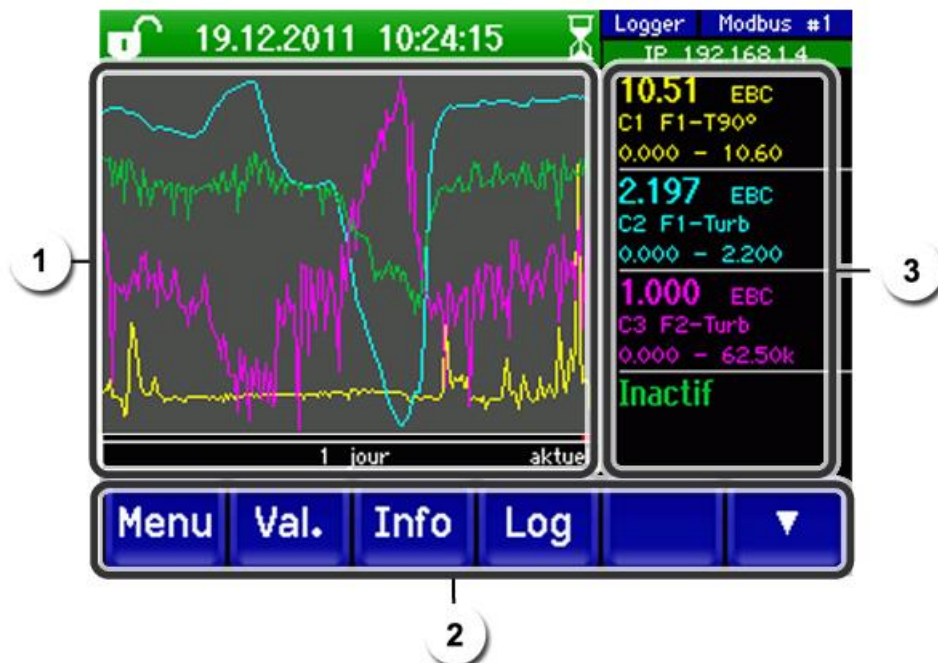 19.12.2011 10:24:15
Logger Modbus #1
IP 192.168.1.4
10.51 EBC
C1 F1-T90°
0.000 - 10.60
2.197 EBC
C2 F1-Turb
0.000 - 2.200
1.000 EBC
C3 F2-Turb
0.000 - 62.50k
Inactif
1 jour aktue
Menu Val. Info Log ▼
1
3
2